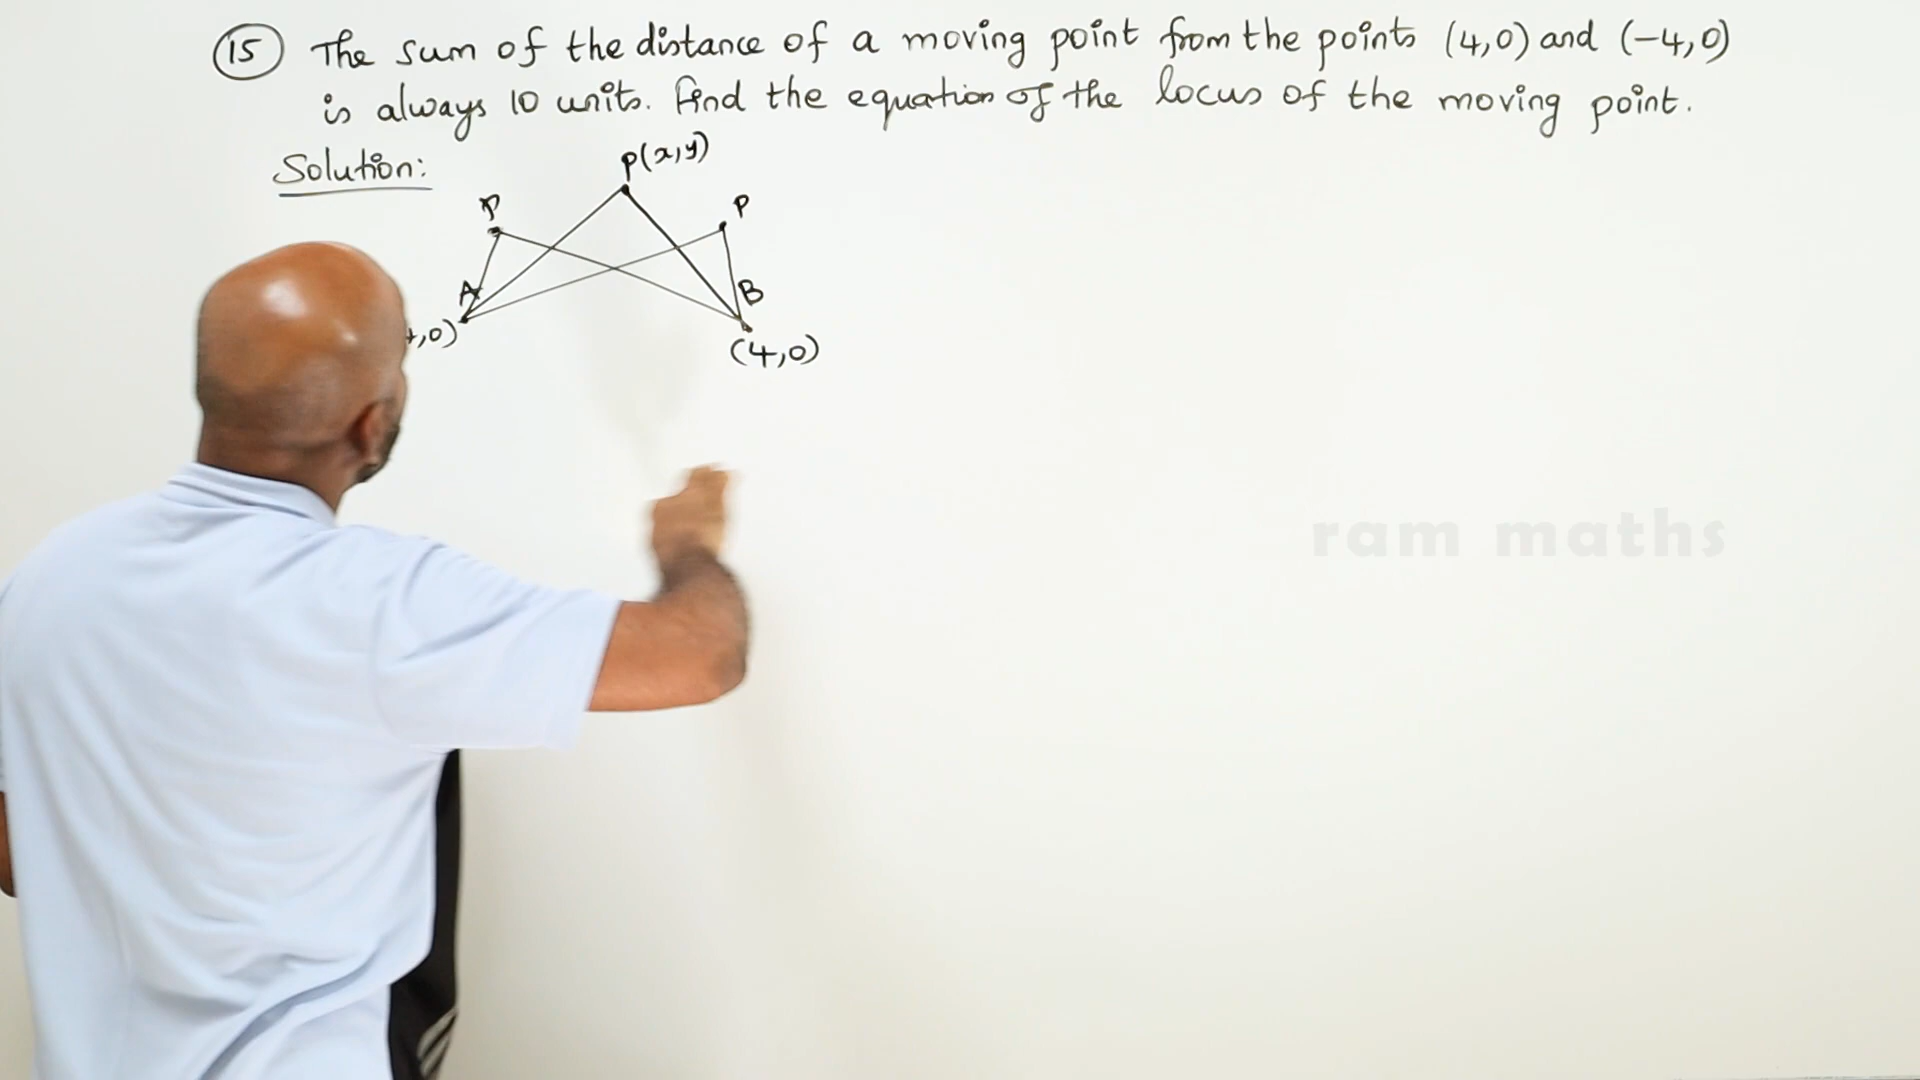 15 The sum of the distance of a moving point from the points (4,0) and (-4,0)
is always 10 units. Find the equation of the locus of the moving point.
Solution:
P(x,y)
P
P
A
B
,0)
(4,0)
ram maths